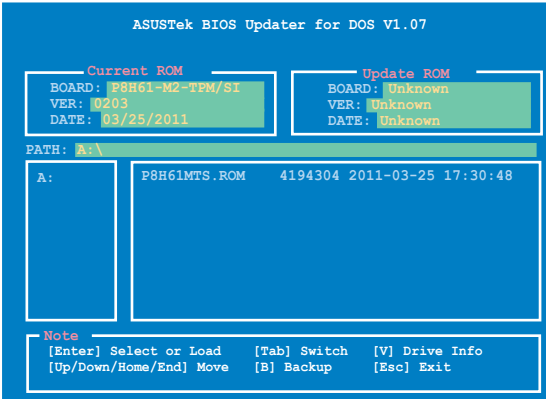 ASUSTek BIOS Updater for DOS V1.07
Current ROM
BOARD: P8H61-M2-TPM/SI
VER: 0203
DATE: 03/25/2011
Update ROM
BOARD: Unknown
VER: Unknown
DATE: Unknown
PATH: A:\
A:
P8H61MTS.ROM 4194304 2011-03-25 17:30:48
Note
[Enter] Select or Load [Tab] Switch [V] Drive Info
[Up/Down/Home/End] Move [B] Backup [Esc] Exit